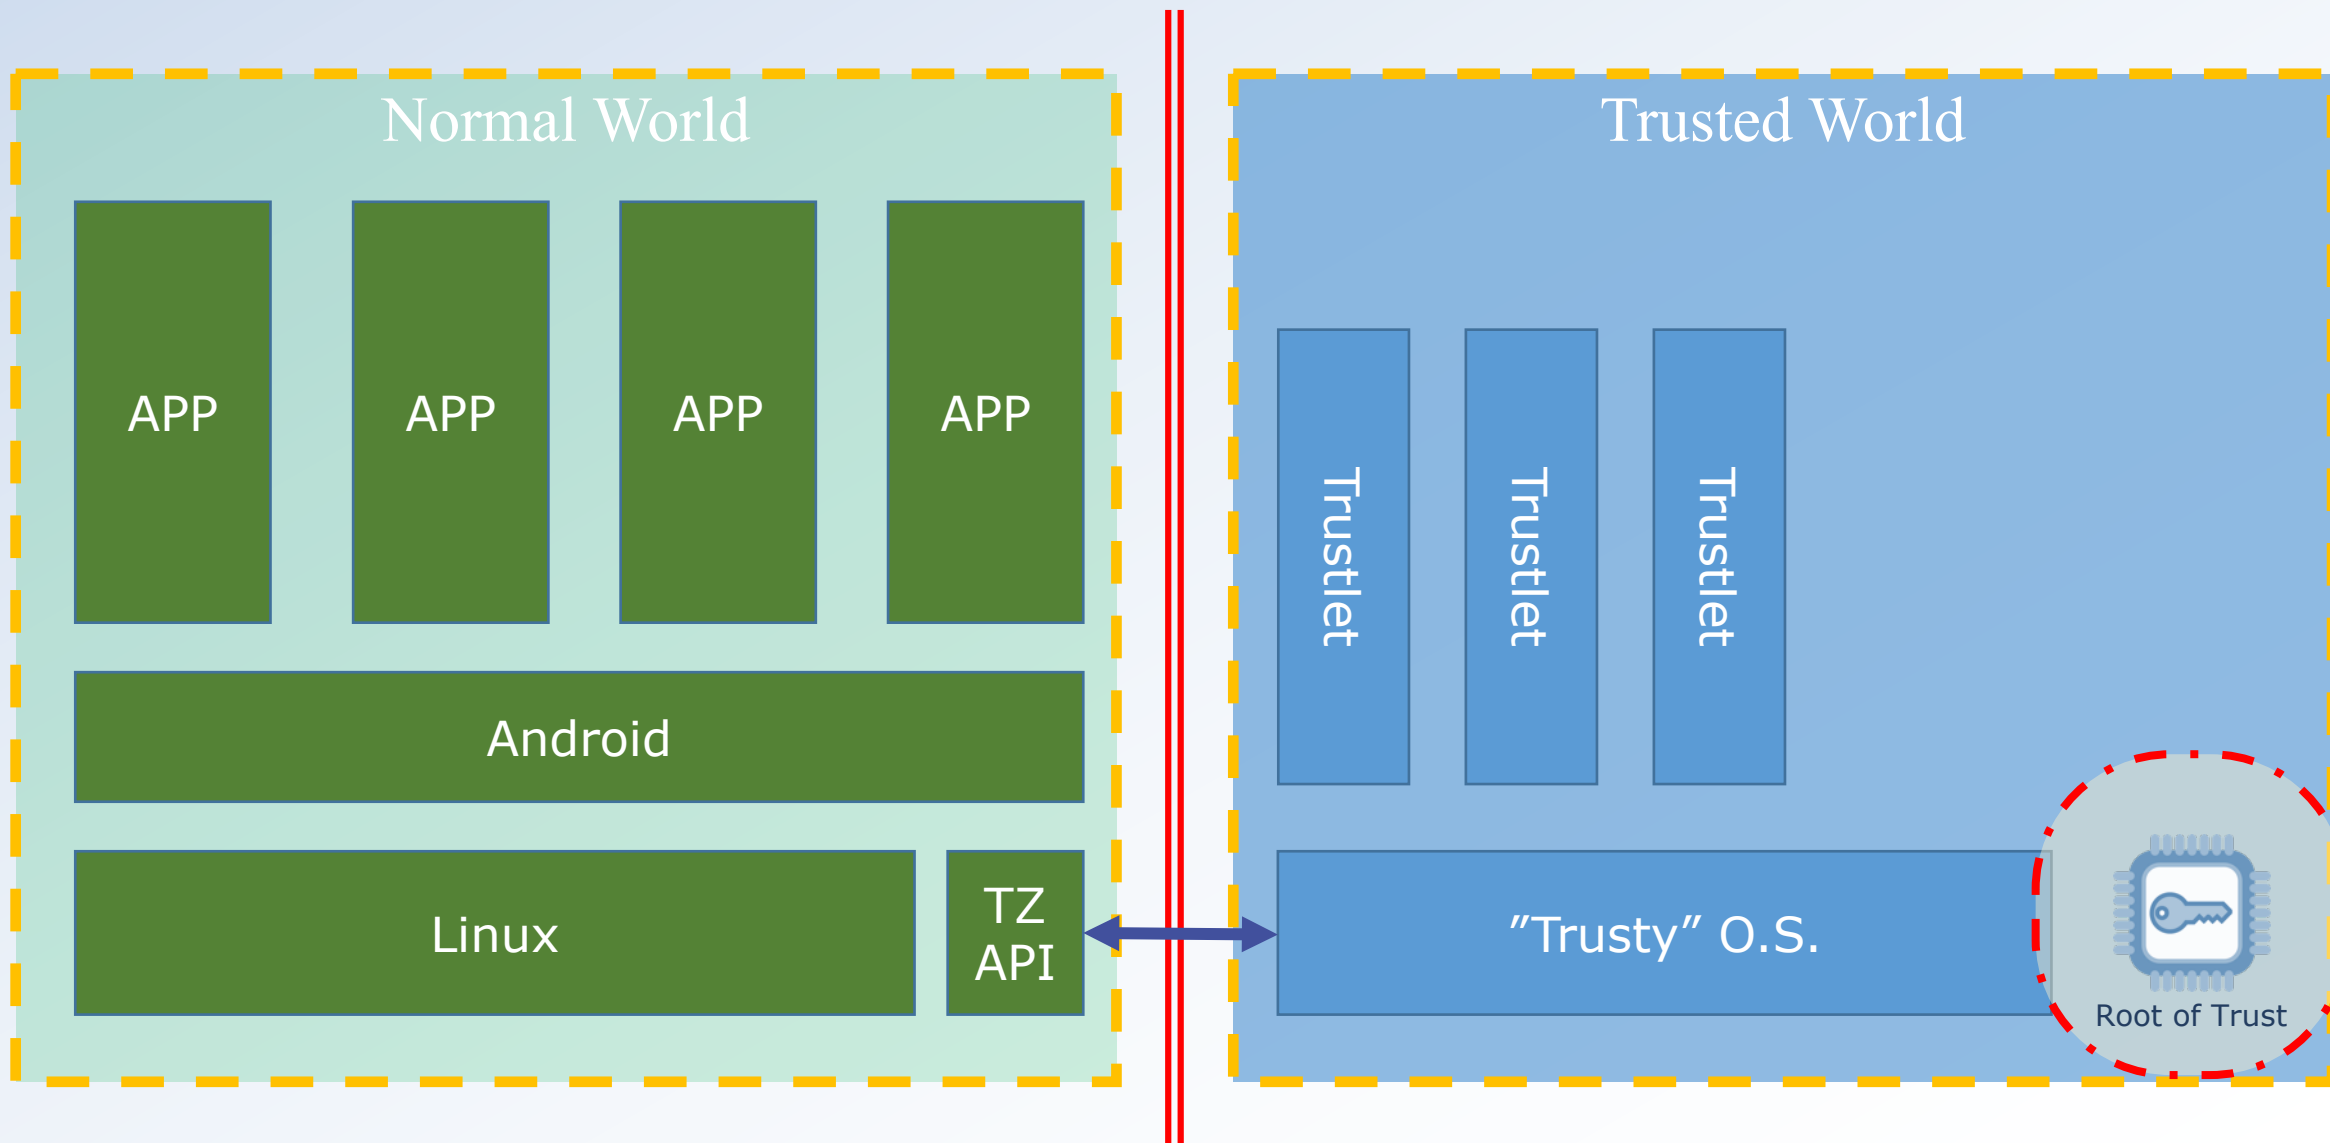 Normal World
APP
APP
APP
APP
Android
Linux
TZ
API
Trusted World
Trustlet
Trustlet
Trustlet
”Trusty” O.S.
Root of Trust